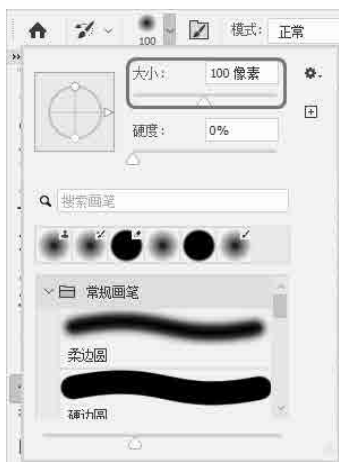 100 模式: 正常
大小: 100 像素
硬度: 0%
搜索画笔
常规画笔
柔边圆
硬边圆